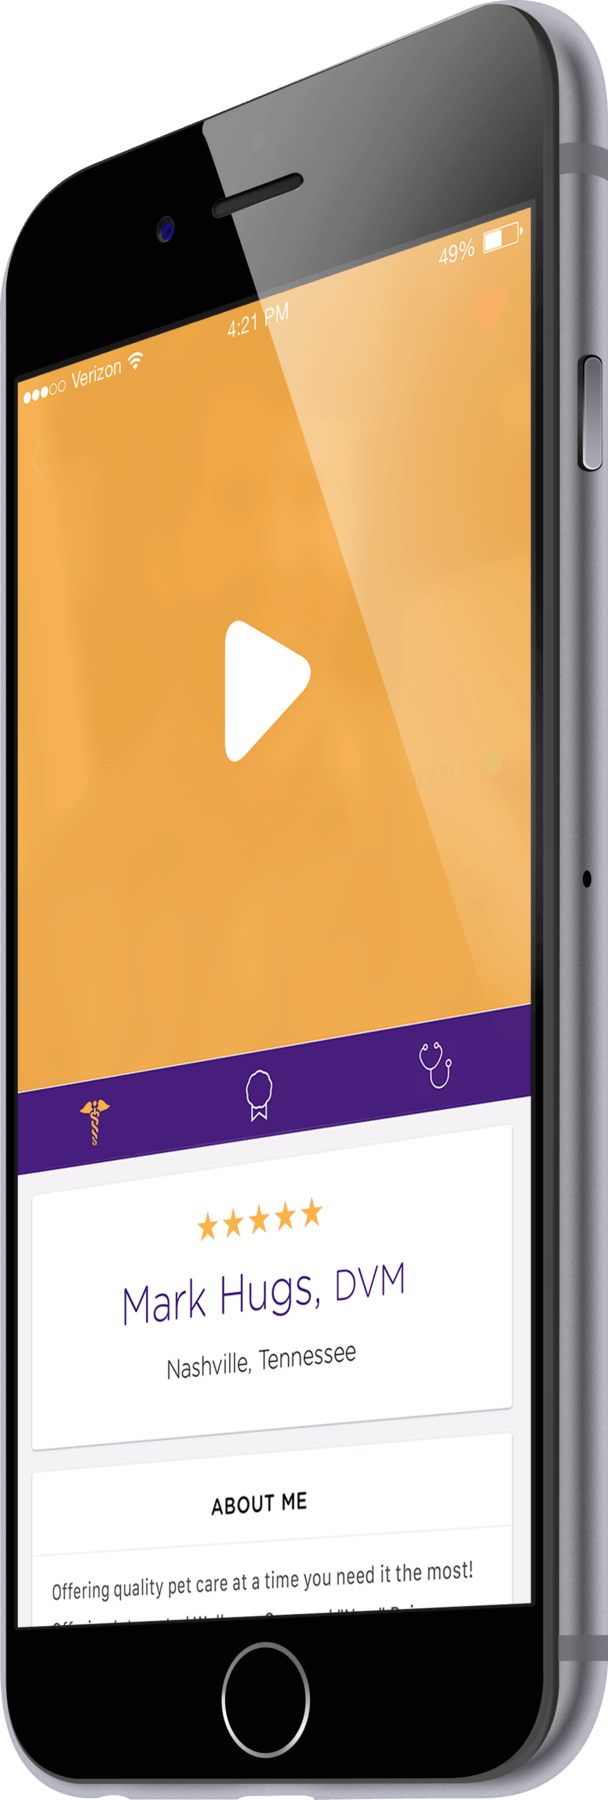 49%
4:21 PM
Verizon
Mark Hugs, DVM
Nashville, Tennessee
ABOUT ME
Offering quality pet care at a time you need it the most!